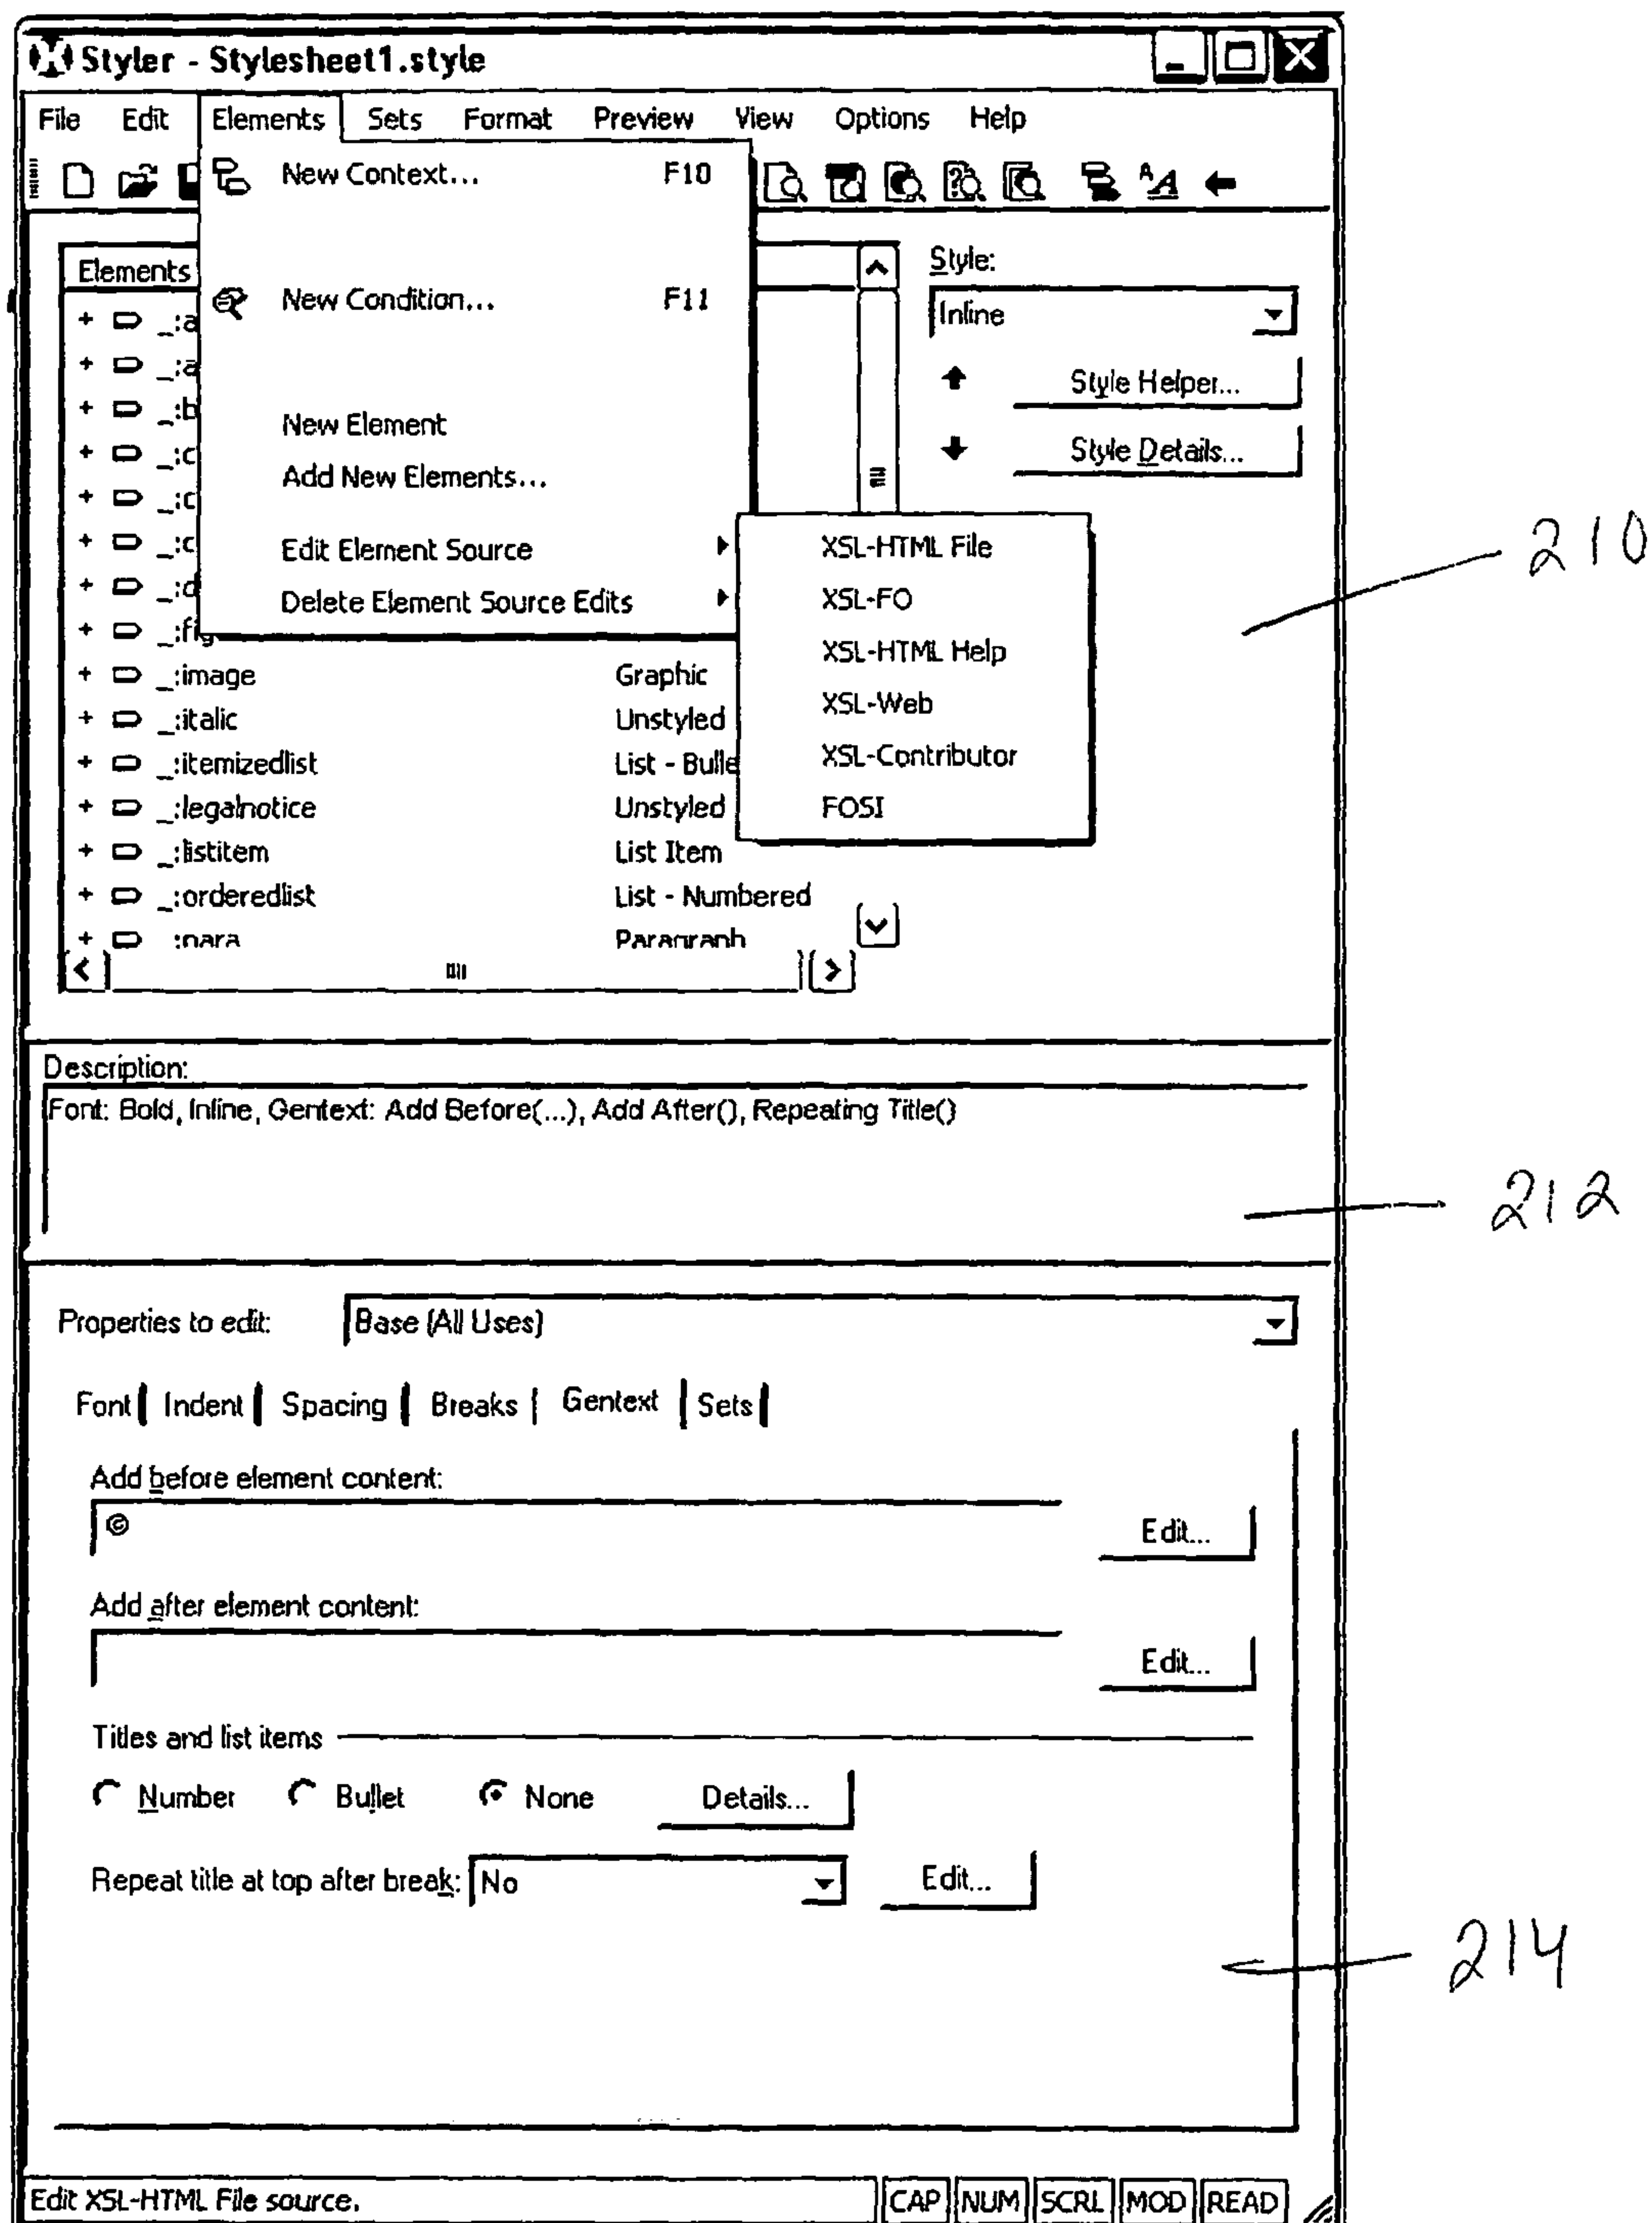 Styler - Stylesheet1.style
File Edit Elements Sets Format Preview View Options Help
New Context... F10
Elements
New Condition... F11
Style:
Inline
Style Helper...
Style Details...
_:a
_:a
_:b
_:c
_:c
_:c
_:d
_:fig
New Element
Add New Elements...
Edit Element Source
Delete Element Source Edits
XSL-HTML File
XSL-FO
XSL-HTML Help
XSL-Web
XSL-Contributor
FOSI
210
_:image Graphic
_:italic Unstyled
_:itemizedlist List - Bulle
_:legalnotice Unstyled
_:listitem List Item
_:orderedlist List - Numbered
_:para Paragraph
Description:
Font: Bold, Inline, Gentext: Add Before(...), Add After(), Repeating Title()
212
Properties to edit: Base (All Uses)
Font Indent Spacing Breaks Gentext Sets
Add before element content:
© Edit...
Add after element content:
Edit...
Titles and list items
Number Bullet None Details...
Repeat title at top after break: No Edit...
214
Edit XSL-HTML File source. CAP NUM SCRL MOD READ